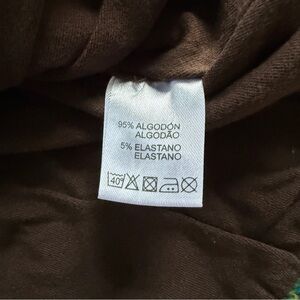 95% ALGODÓN
ALGODÃO
5% ELASTANO
ELASTANO
40°